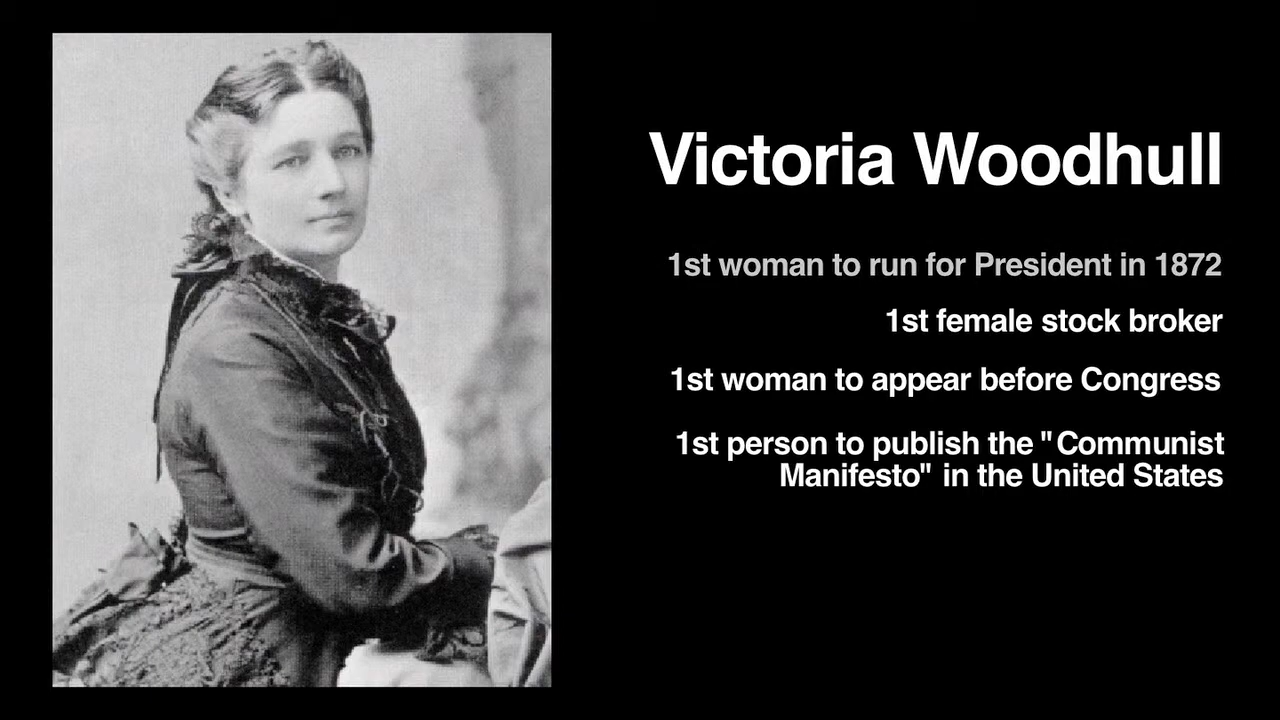 Victoria Woodhull
1st woman to run for President in 1872
1st female stock broker
1st woman to appear before Congress
1st person to publish the "Communist
Manifesto" in the United States